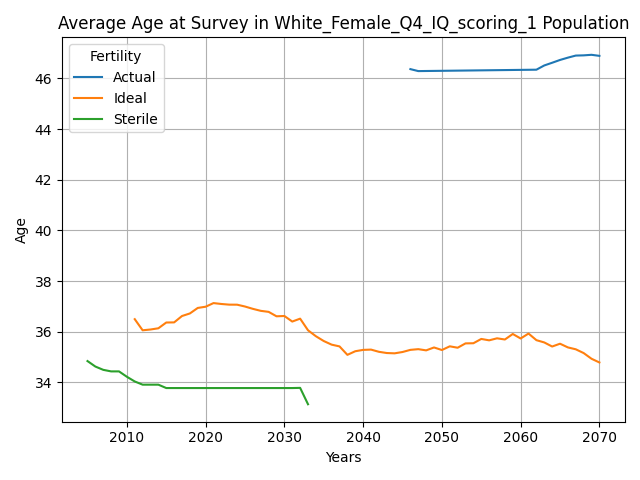 Average Age at Survey in White_Female_Q4_IQ_scoring_1 Population
Fertility
Actual
Ideal
Sterile
46
44
42
40
38
36
34
Age
2010
2020
2030
2040
2050
2060
2070
Years